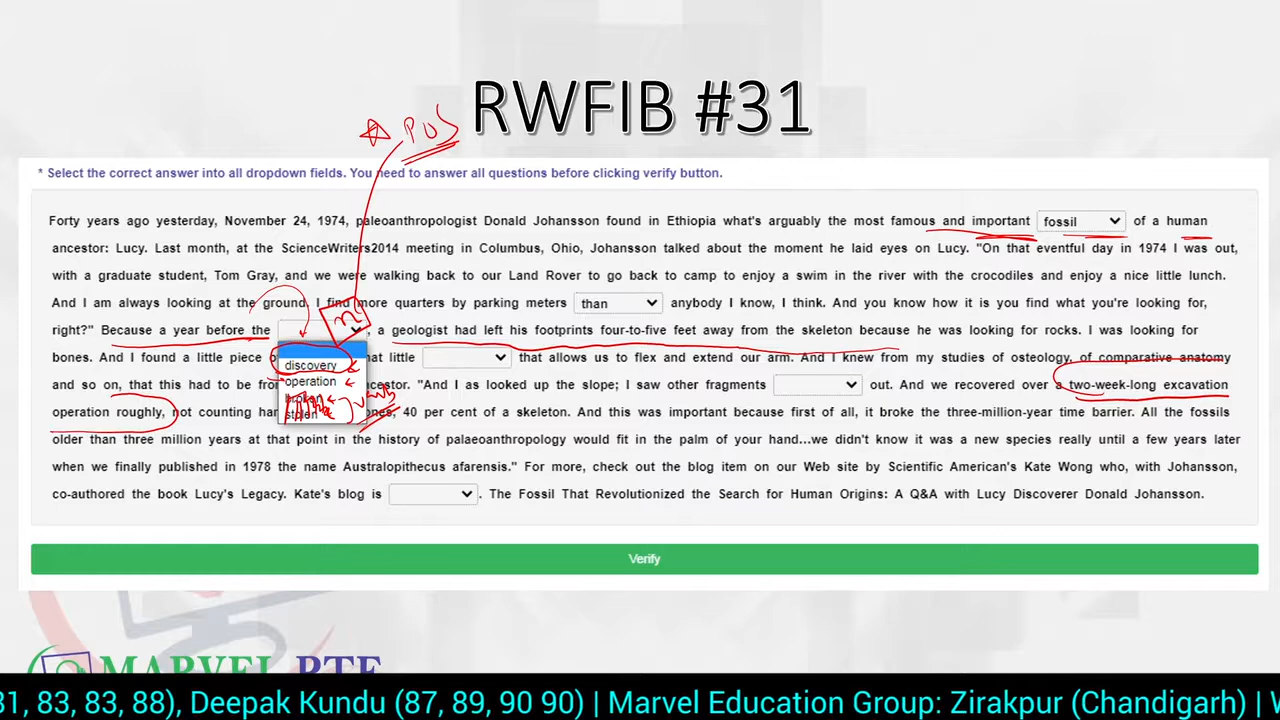 RWFIB #31
POS
* Select the correct answer into all dropdown fields. You need to answer all questions before clicking verify button.
Forty years ago yesterday, November 24, 1974, paleoanthropologist Donald Johansson found in Ethiopia what's arguably the most famous and important fossil of a human
ancestor: Lucy. Last month, at the ScienceWriters2014 meeting in Columbus, Ohio, Johansson talked about the moment he laid eyes on Lucy. "On that eventful day in 1974 I was out,
with a graduate student, Tom Gray, and we were walking back to our Land Rover to go back to camp to enjoy a swim in the river with the crocodiles and enjoy a nice little lunch.
And I am always looking at the ground. I find more quarters by parking meters than anybody I know, I think. And you know how it is you find what you're looking for,
right?" Because a year before the n , a geologist had left his footprints four-to-five feet away from the skeleton because he was looking for rocks. I was looking for
bones. And I found a little piece that little that allows us to flex and extend our arm. And I knew from my studies of osteology, of comparative anatomy
discovery
and so on, that this had to be from ancestor. "And I as looked up the slope; I saw other fragments out. And we recovered over a two-week-long excavation
operation
operation roughly, not counting 40 per cent of a skeleton. And this was important because first of all, it broke the three-million-year time barrier. All the fossils
stolen
older than three million years at that point in the history of palaeoanthropology would fit in the palm of your hand...we didn't know it was a new species really until a few years later
when we finally published in 1978 the name Australopithecus afarensis." For more, check out the blog item on our Web site by Scientific American's Kate Wong who, with Johansson,
co-authored the book Lucy's Legacy. Kate's blog is . The Fossil That Revolutionized the Search for Human Origins: A Q&A with Lucy Discoverer Donald Johansson.
Verify
MARVEL PTE
31, 83, 83, 88), Deepak Kundu (87, 89, 90 90) | Marvel Education Group: Zirakpur (Chandigarh) |